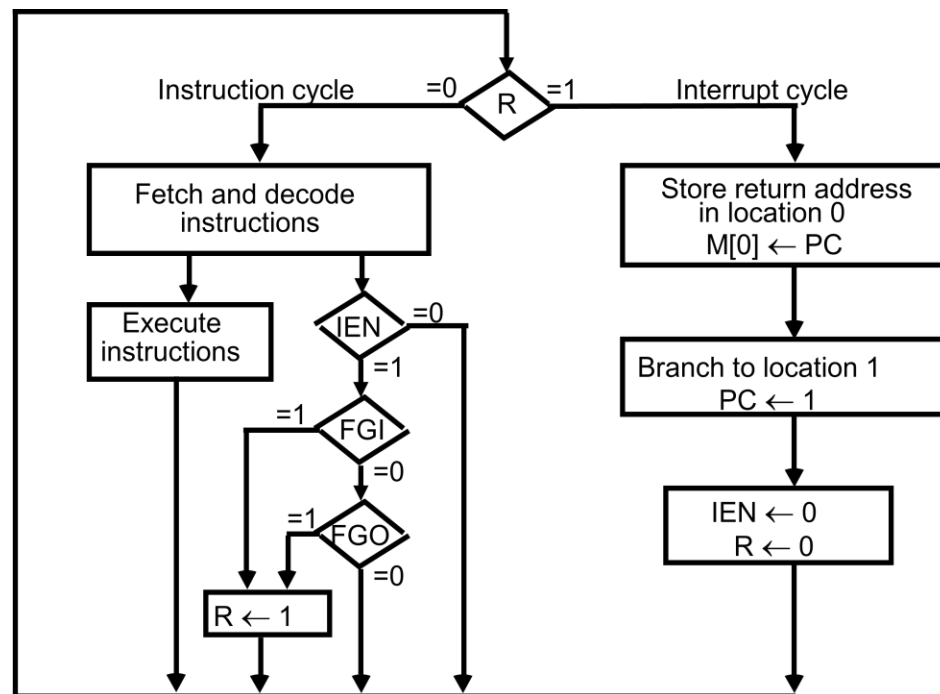 Instruction cycle
=0
R
=1
Interrupt cycle
Fetch and decode
instructions
Store return address
in location 0
M[0] ← PC
Execute
instructions
IEN
=0
=1
Branch to location 1
PC ← 1
=1
FGI
=0
=1
FGO
=0
IEN ← 0
R ← 0
R ← 1